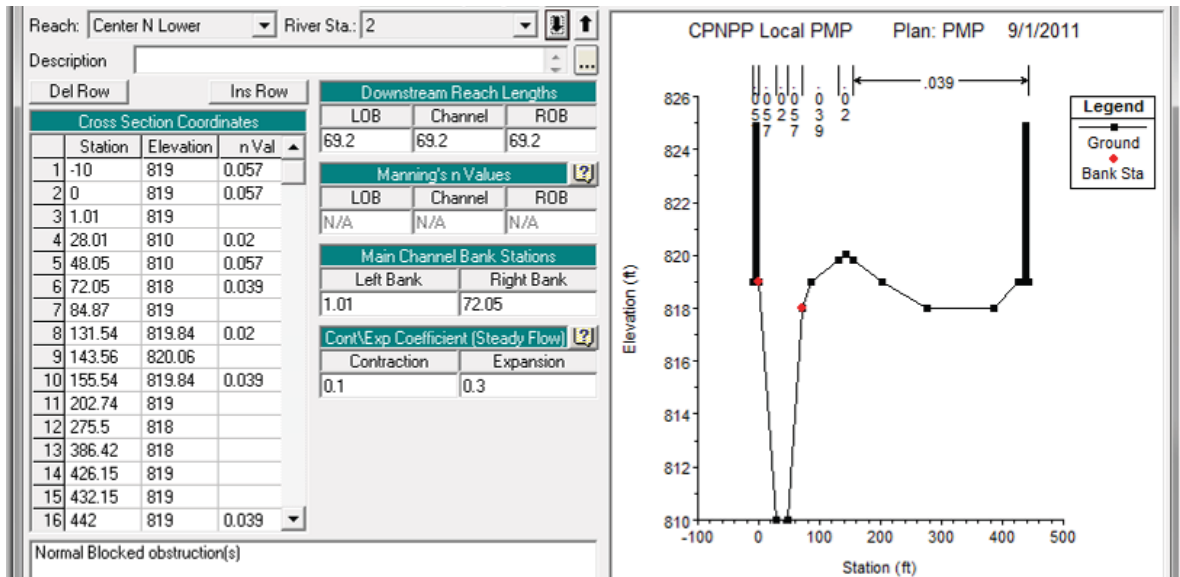 Reach: Center N Lower River Sta.: 2
Description ...
Del Row Ins Row
Cross Section Coordinates
Station Elevation n Val
1 -10 819 0.057
2 0 819 0.057
3 1.01 819
4 28.01 810 0.02
5 48.05 810 0.057
6 72.05 818 0.039
7 84.87 819
8 131.54 819.84 0.02
9 143.56 820.06
10 155.54 819.84 0.039
11 202.74 819
12 275.5 818
13 386.42 818
14 426.15 819
15 432.15 819
16 442 819 0.039
Downstream Reach Lengths
LOB Channel ROB
69.2 69.2 69.2
Manning's n Values ?
LOB Channel ROB
N/A N/A N/A
Main Channel Bank Stations
Left Bank Right Bank
1.01 72.05
Cont\Exp Coefficient (Steady Flow) ?
Contraction Expansion
0.1 0.3
Normal Blocked obstruction(s)
CPNPP Local PMP Plan: PMP 9/1/2011
.057
.02
.057
.039
.02
.039
Legend
Ground
Bank Sta
Elevation (ft)
826
824
822
820
818
816
814
812
810
-100 0 100 200 300 400 500
Station (ft)